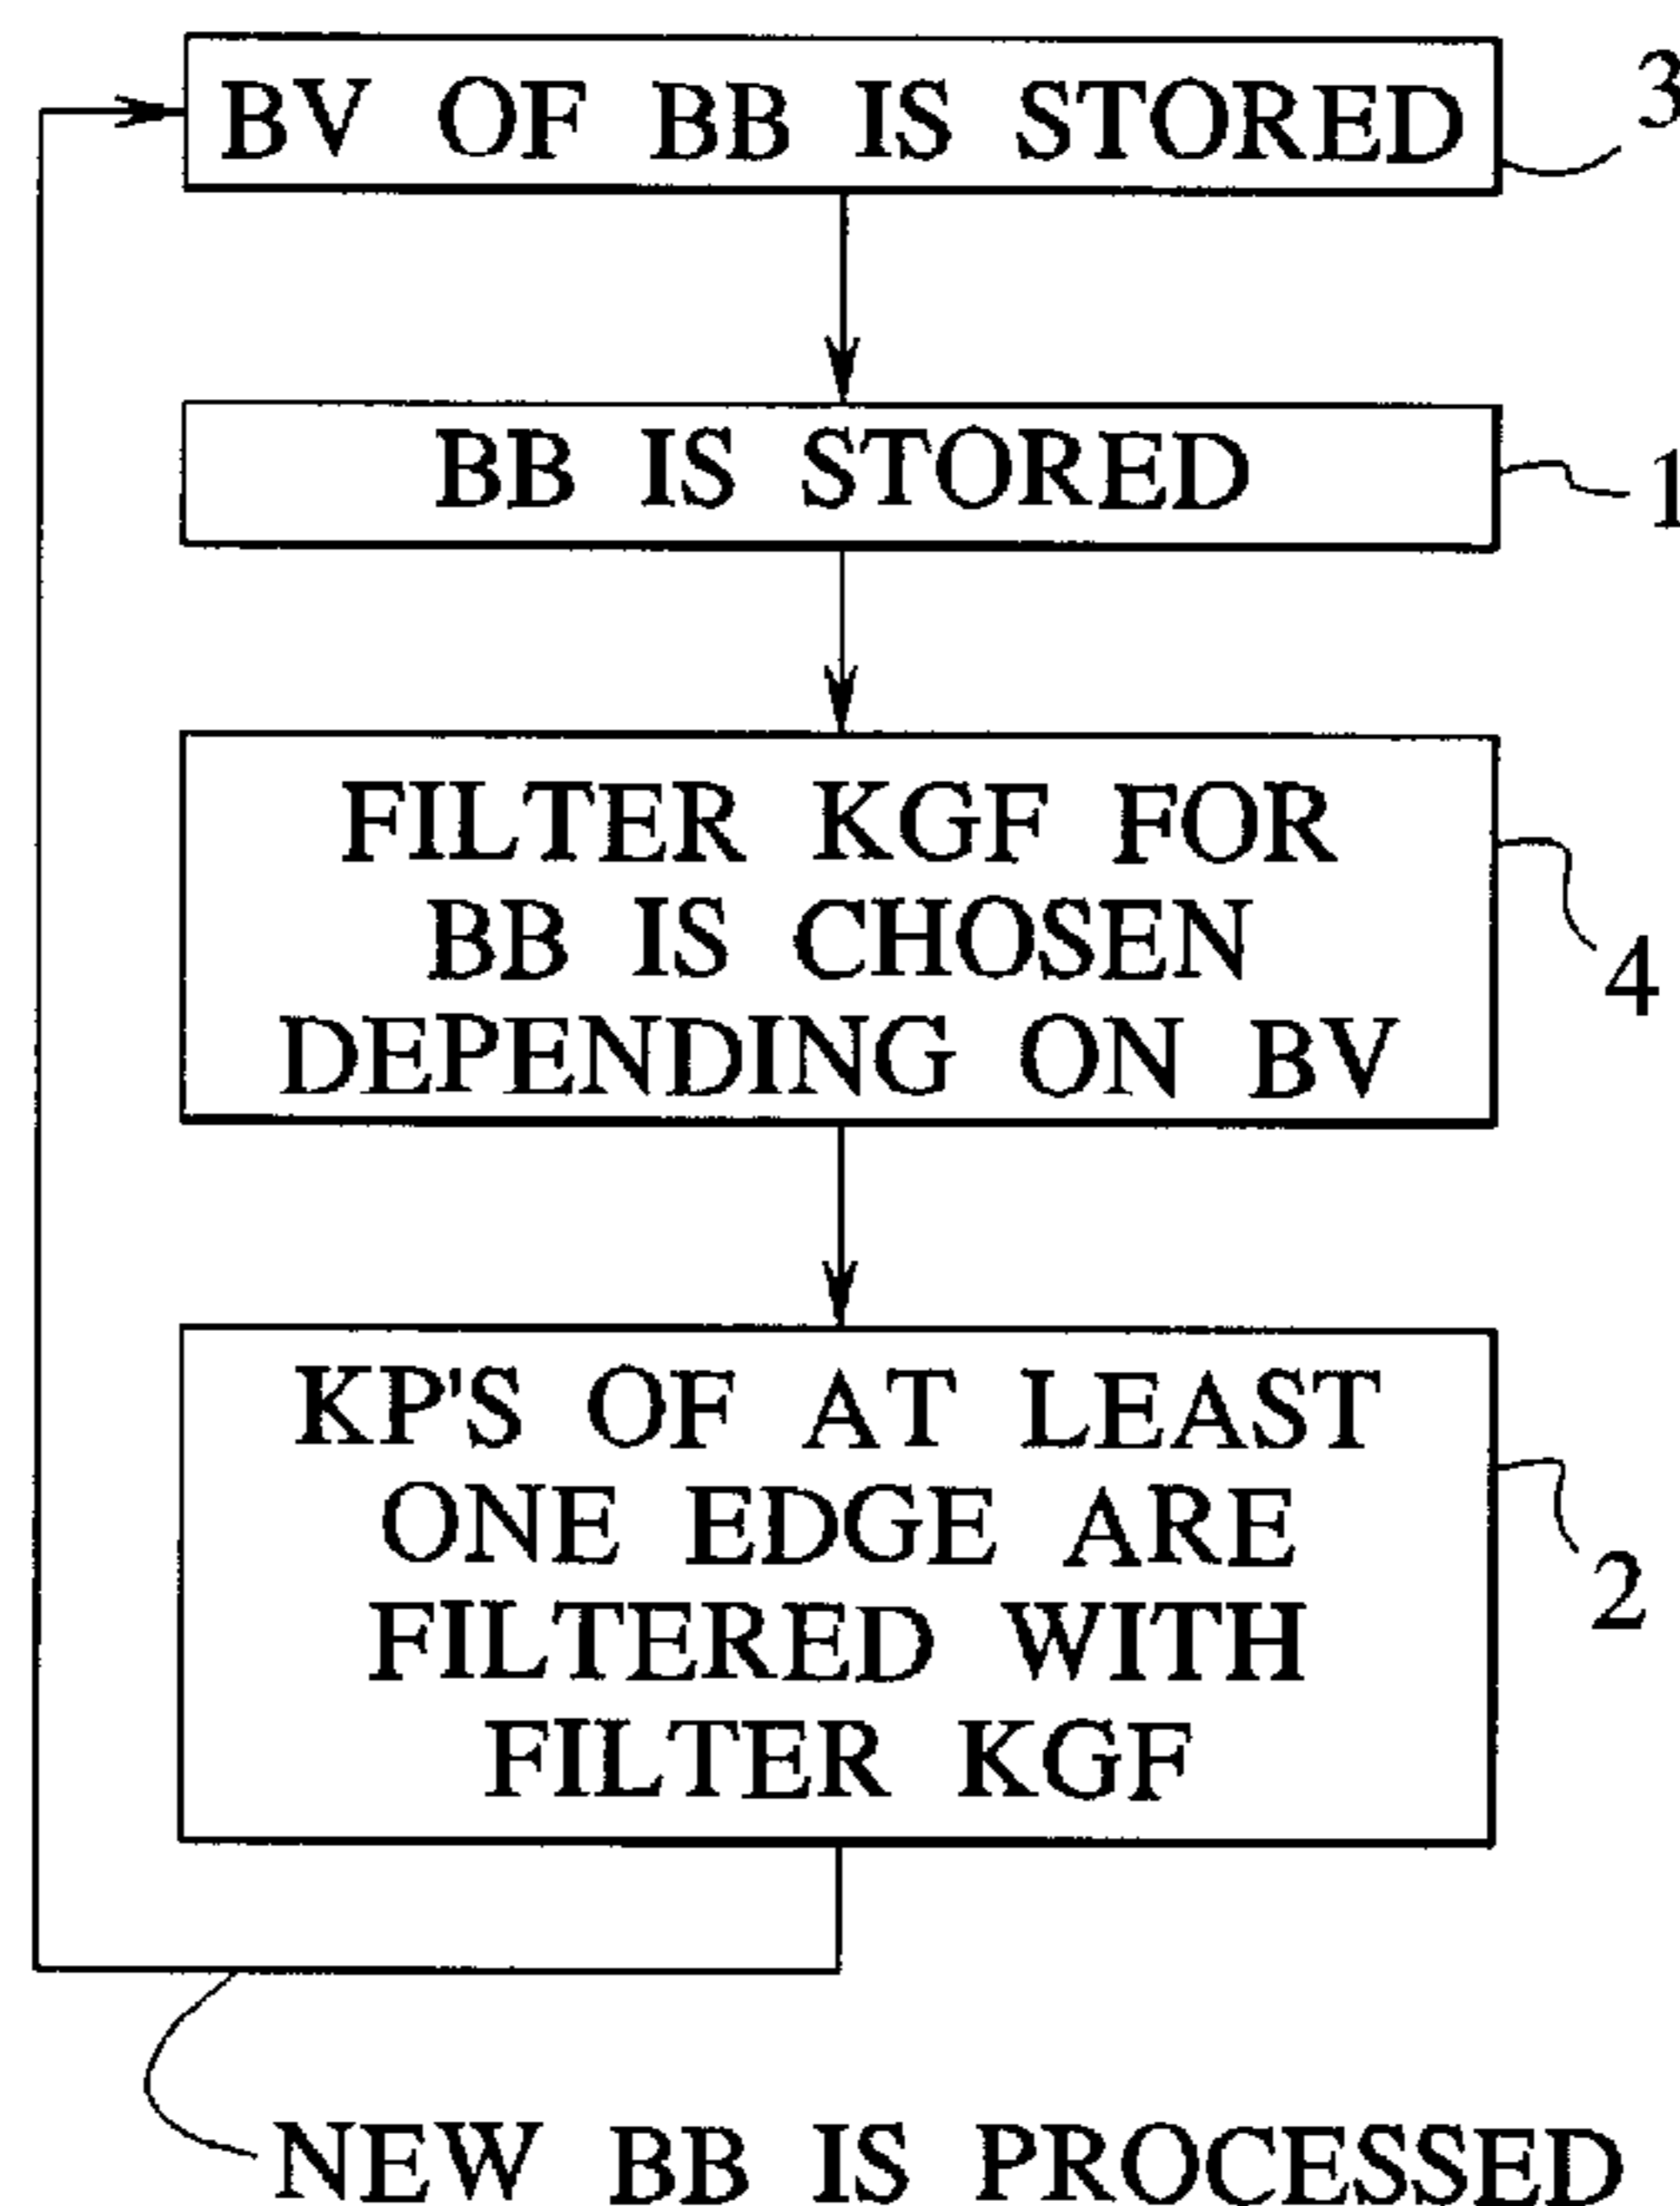 BV OF BB IS STORED
3
BB IS STORED
1
FILTER KGF FOR
BB IS CHOSEN
DEPENDING ON BV
4
KP'S OF AT LEAST
ONE EDGE ARE
FILTERED WITH
FILTER KGF
2
NEW BB IS PROCESSED